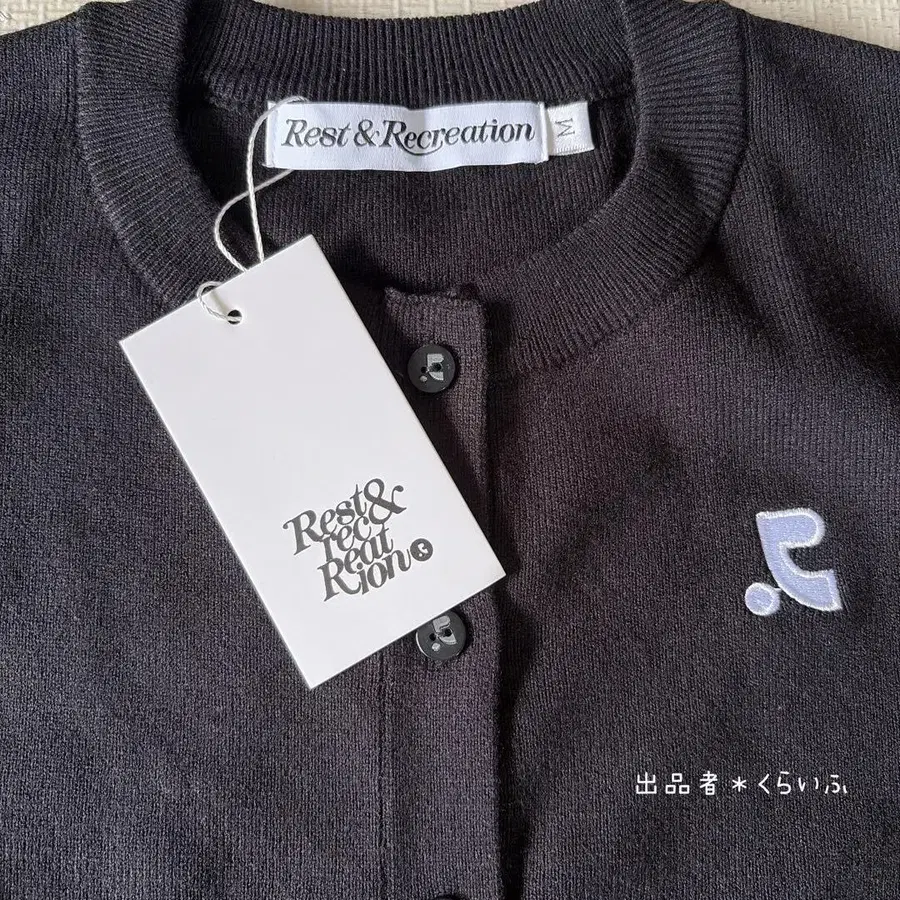 Rest & Recreation
M
Rest&
rec
Reat
Rion
出品者＊くらいふ